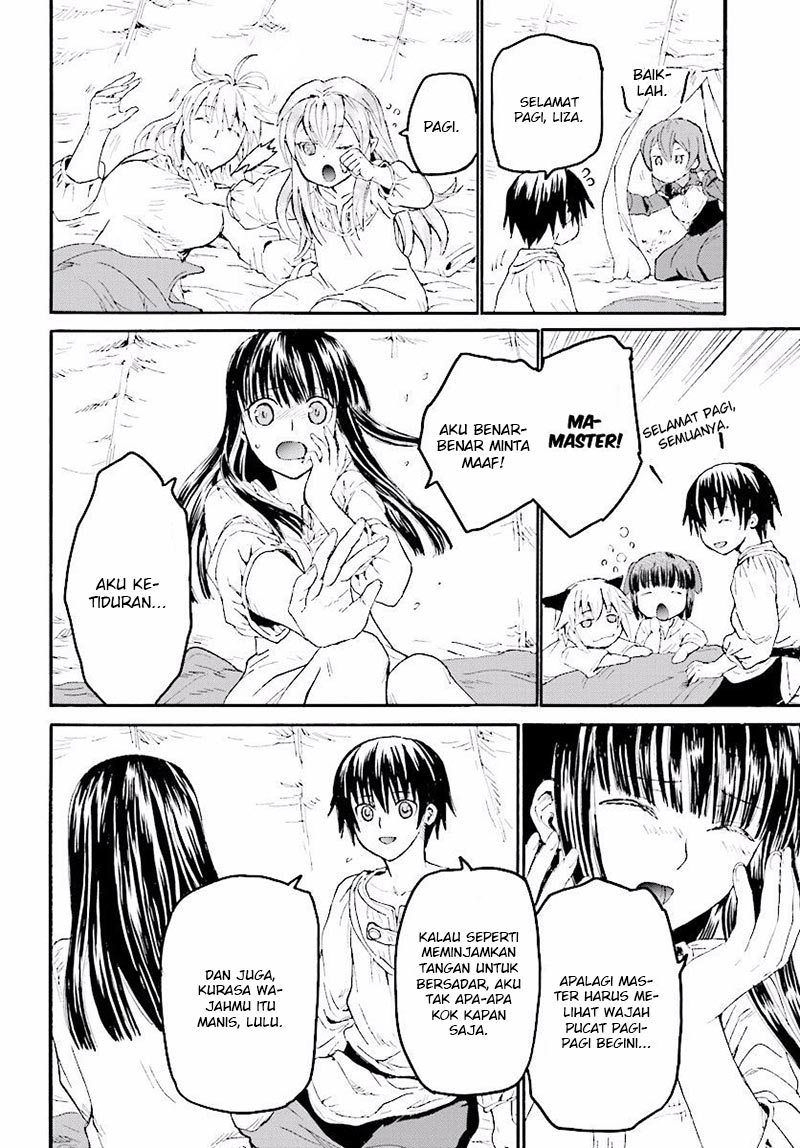 BAIK-
LAH.
SELAMAT
PAGI, LIZA.
PAGI.
SELAMAT PAGI,
SEMUANYA.
MA-
MASTER!
AKU BENAR-
BENAR MINTA
MAAF!
AKU KE-
TIDURAN...
APALAGI MAS-
TER HARUS ME-
LIHAT WAJAH
PUCAT PAGI-
PAGI BEGINI...
KALAU SEPERTI
MEMINJAMKAN
TANGAN UNTUK
BERSADAR, AKU
TAK APA-APA
KOK KAPAN
SAJA.
DAN JUGA,
KURASA WA-
JAHMU ITU
MANIS, LULU.